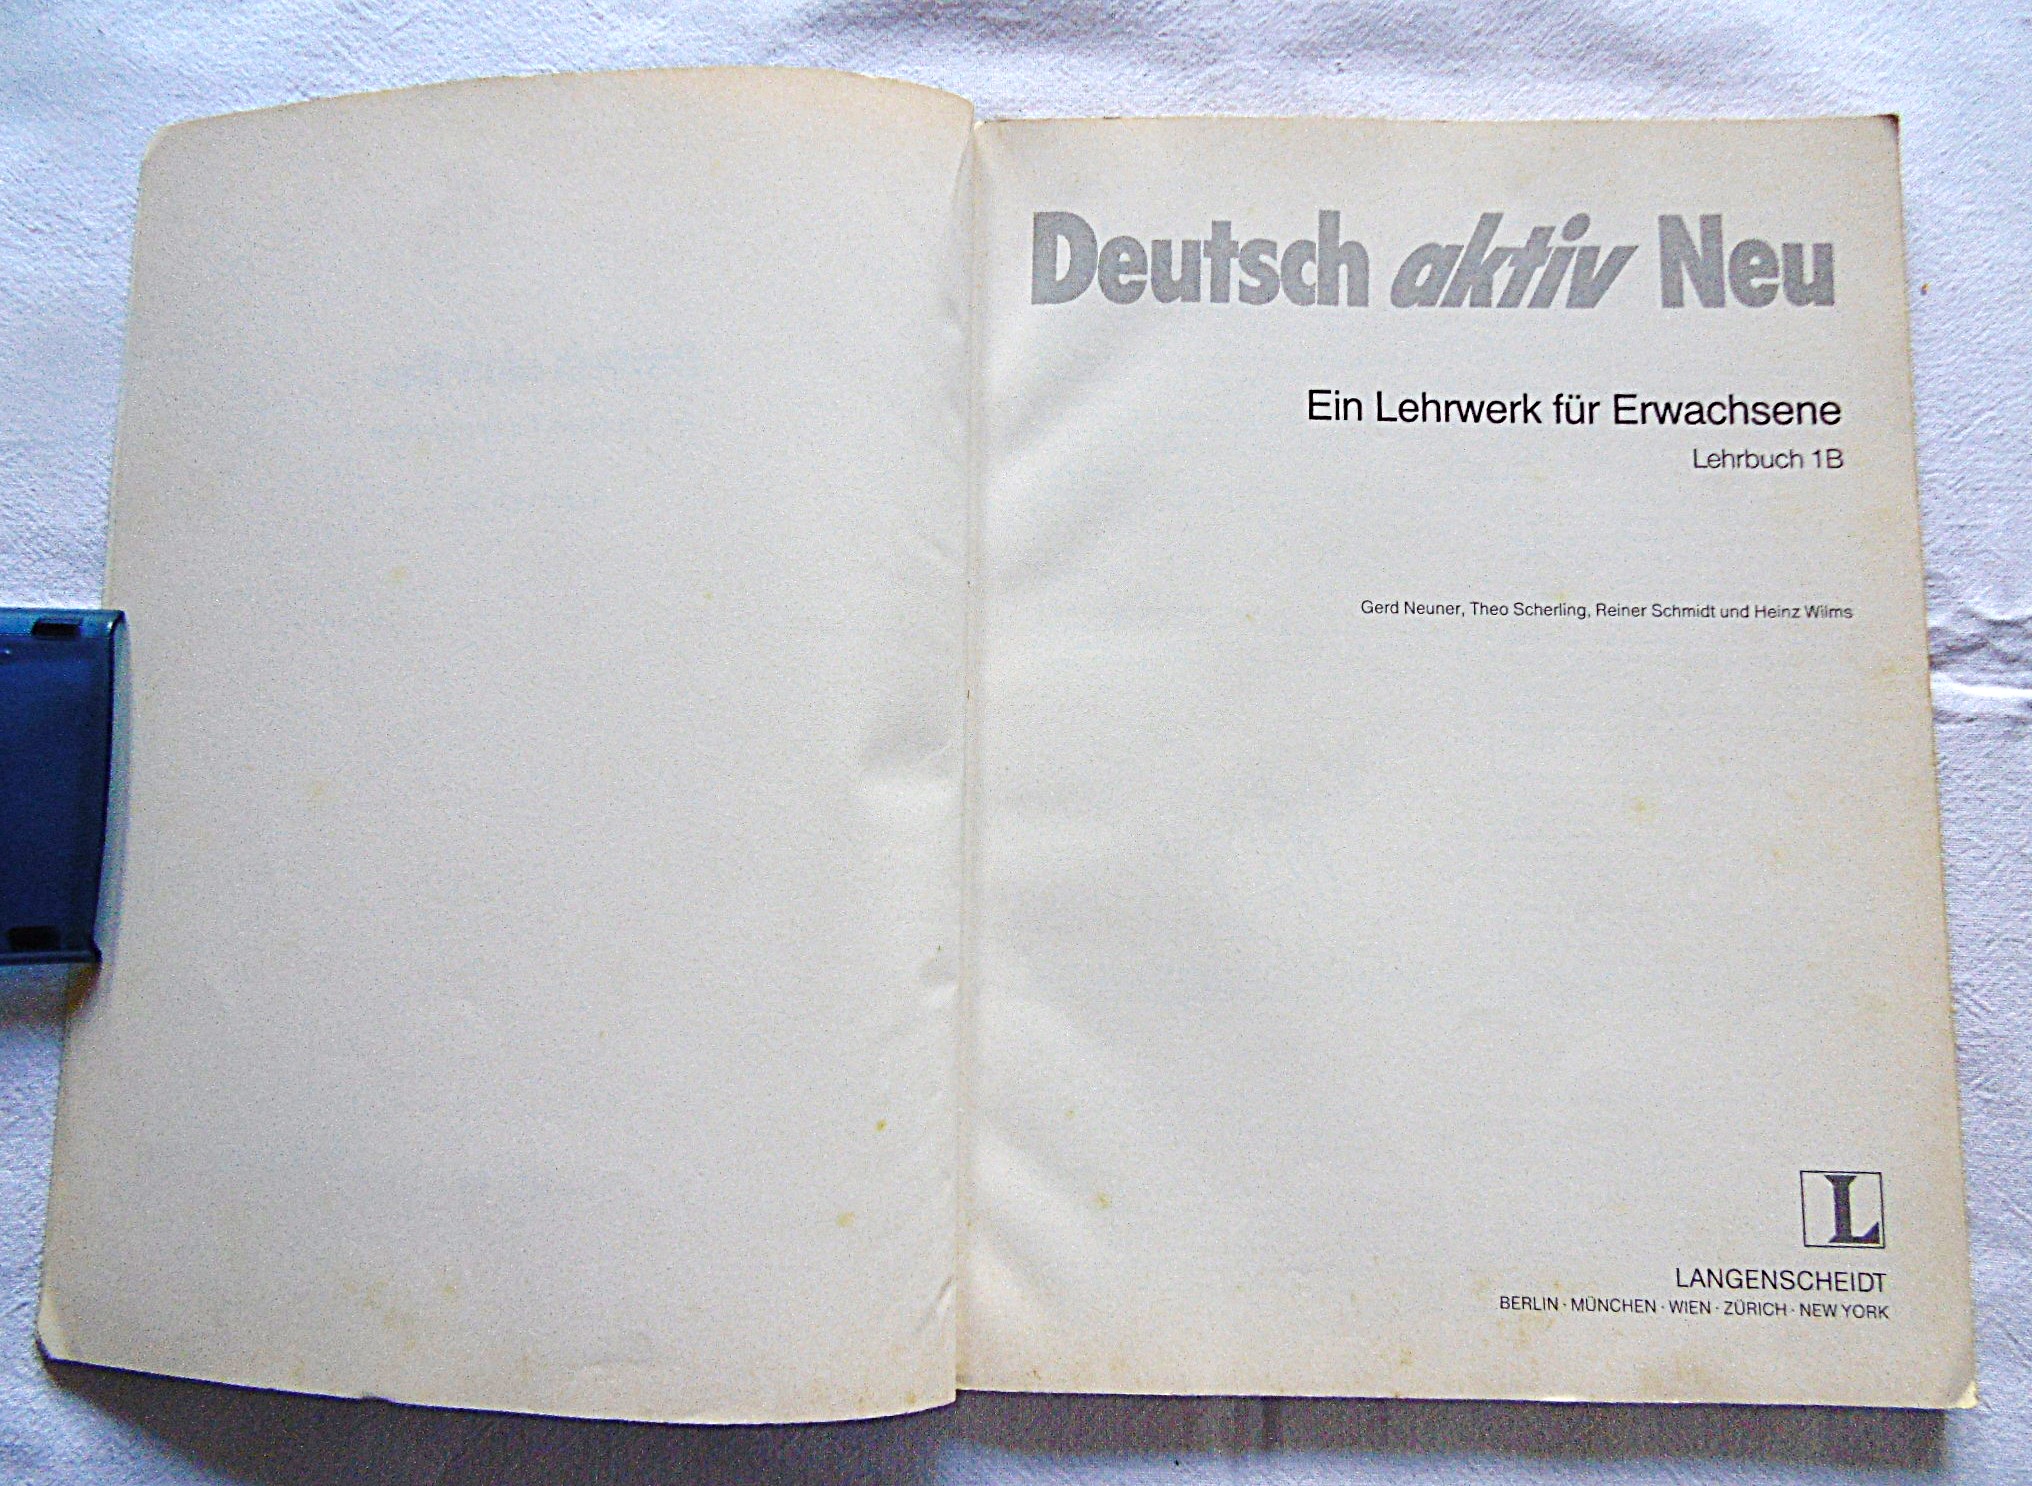 Deutsch aktiv Neu
Ein Lehrwerk für Erwachsene
Lehrbuch 1B
Gerd Neuner, Theo Scherling, Reiner Schmidt und Heinz Wilms
L
LANGENSCHEIDT
BERLIN · MÜNCHEN · WIEN · ZÜRICH · NEW YORK